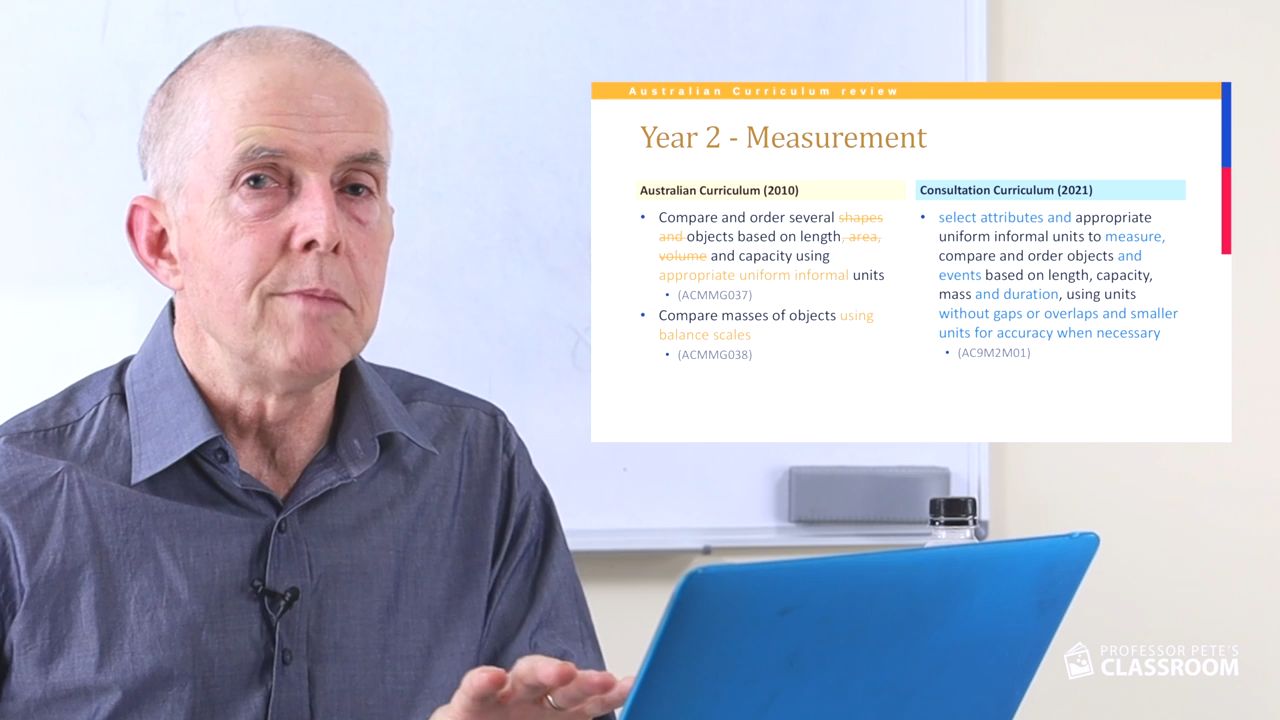 Australian Curriculum review
Year 2 - Measurement
Australian Curriculum (2010)
• Compare and order several shapes
and objects based on length, area,
volume and capacity using
appropriate uniform informal units
• (ACMMG037)
• Compare masses of objects using
balance scales
• (ACMMG038)
Consultation Curriculum (2021)
• select attributes and appropriate
uniform informal units to measure,
compare and order objects and
events based on length, capacity,
mass and duration, using units
without gaps or overlaps and smaller
units for accuracy when necessary
• (AC9M2M01)
PROFESSOR PETE'S
CLASSROOM